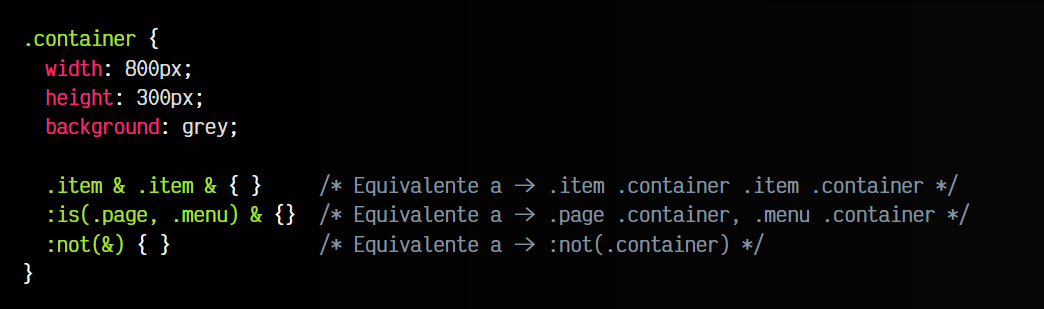 .container {
  width: 800px;
  height: 300px;
  background: grey;

  .item & .item & { }     /* Equivalente a -> .item .container .item .container */
  :is(.page, .menu) & {}  /* Equivalente a -> .page .container, .menu .container */
  :not(&) { }             /* Equivalente a -> :not(.container) */
}